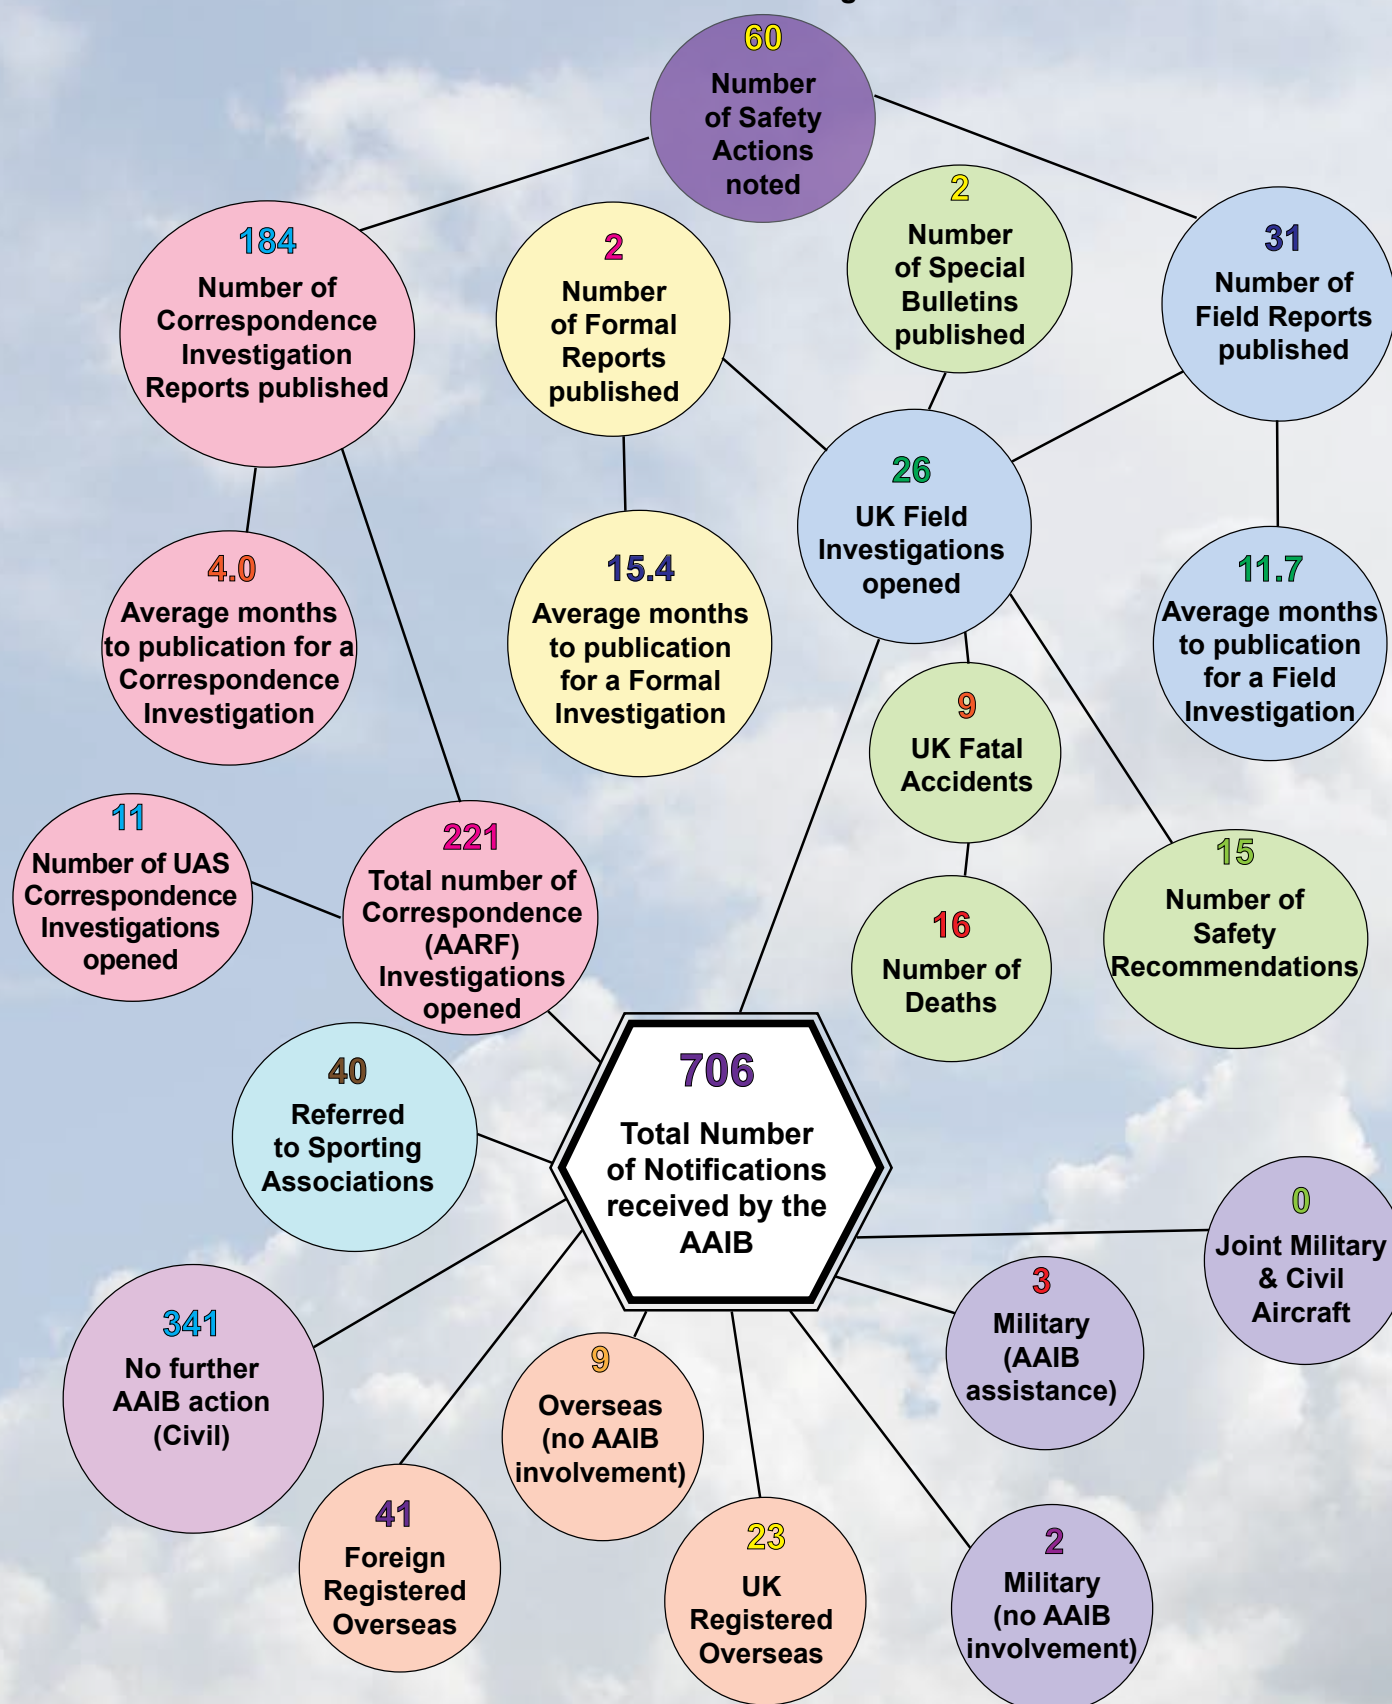 60
Number
of Safety
Actions
noted
184
Number of
Correspondence
Investigation
Reports published
2
Number
of Formal
Reports
published
2
Number
of Special
Bulletins
published
31
Number of
Field Reports
published
4.0
Average months
to publication for a
Correspondence
Investigation
15.4
Average months
to publication
for a Formal
Investigation
26
UK Field
Investigations
opened
11.7
Average months
to publication
for a Field
Investigation
9
UK Fatal
Accidents
11
Number of UAS
Correspondence
Investigations
opened
221
Total number of
Correspondence
(AARF)
Investigations
opened
16
Number of
Deaths
15
Number of
Safety
Recommendations
40
Referred
to Sporting
Associations
706
Total Number
of Notifications
received by the
AAIB
0
Joint Military
& Civil
Aircraft
3
Military
(AAIB
assistance)
341
No further
AAIB action
(Civil)
9
Overseas
(no AAIB
involvement)
41
Foreign
Registered
Overseas
23
UK
Registered
Overseas
2
Military
(no AAIB
involvement)